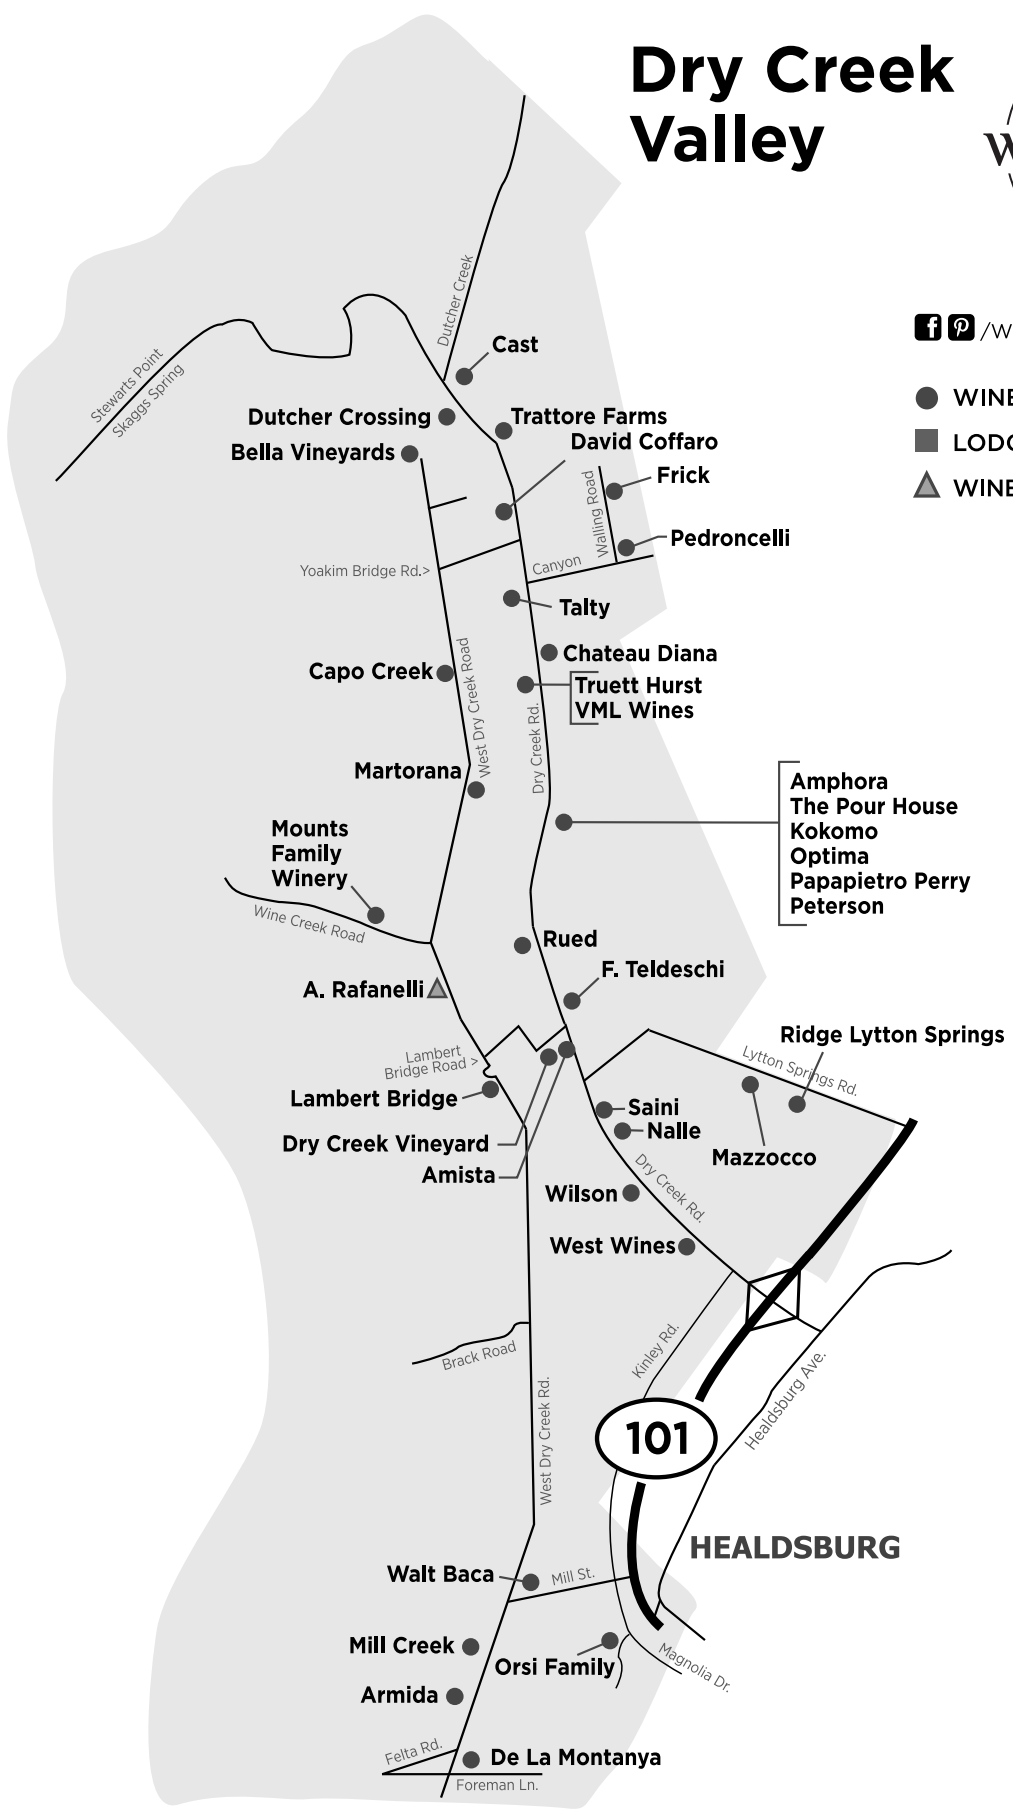 Dry Creek
Valley
W
/W
WINE
LODG
WINE
Dutcher Creek
Cast
Stewarts Point
Skaggs Spring
Dutcher Crossing
Trattore Farms
David Coffaro
Bella Vineyards
Frick
Walling Road
Pedroncelli
Canyon
Yoakim Bridge Rd.>
Talty
Chateau Diana
Capo Creek
West Dry Creek Road
Truett Hurst
VML Wines
Dry Creek Rd.
Martorana
Amphora
The Pour House
Kokomo
Optima
Papapietro Perry
Peterson
Mounts
Family
Winery
Wine Creek Road
Rued
F. Teldeschi
A. Rafanelli
Ridge Lytton Springs
Lytton Springs Rd.
Lambert
Bridge Road >
Lambert Bridge
Saini
Nalle
Dry Creek Vineyard
Mazzocco
Amista
Dry Creek Rd.
Wilson
West Wines
Kinley Rd.
Brack Road
Healdsburg Ave.
West Dry Creek Rd.
101
HEALDSBURG
Walt Baca
Mill St.
Mill Creek
Orsi Family
Magnolia Dr.
Armida
Felta Rd.
De La Montanya
Foreman Ln.